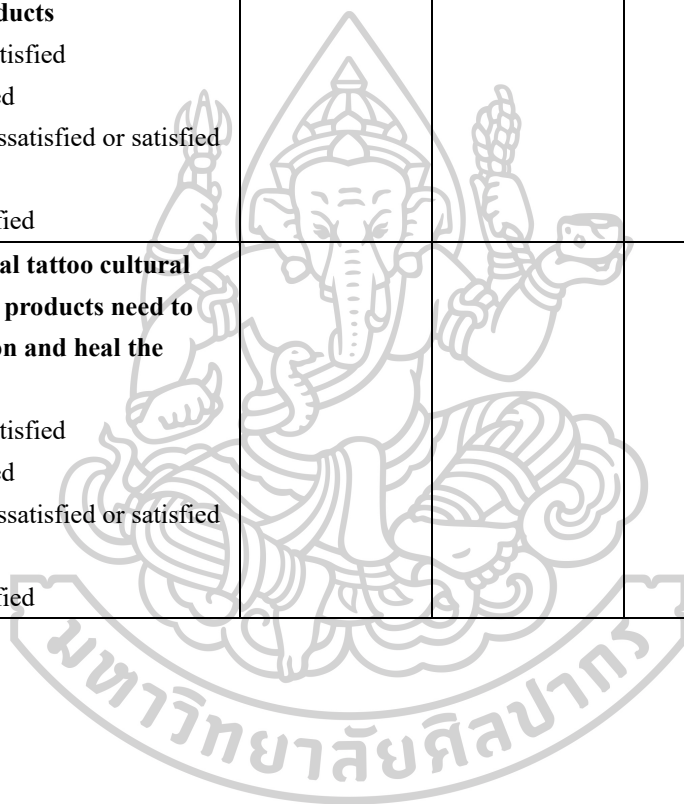 ducts
tisfied
ed
ssatisfied or satisfied
fied
al tattoo cultural
products need to
on and heal the
tisfied
ed
ssatisfied or satisfied
fied
มหาวิทยาลัยศิลปากร